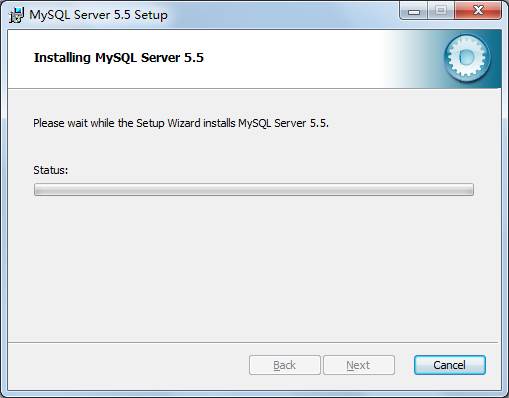 MySQL Server 5.5 Setup
Installing MySQL Server 5.5
Please wait while the Setup Wizard installs MySQL Server 5.5.
Status:
Back Next Cancel